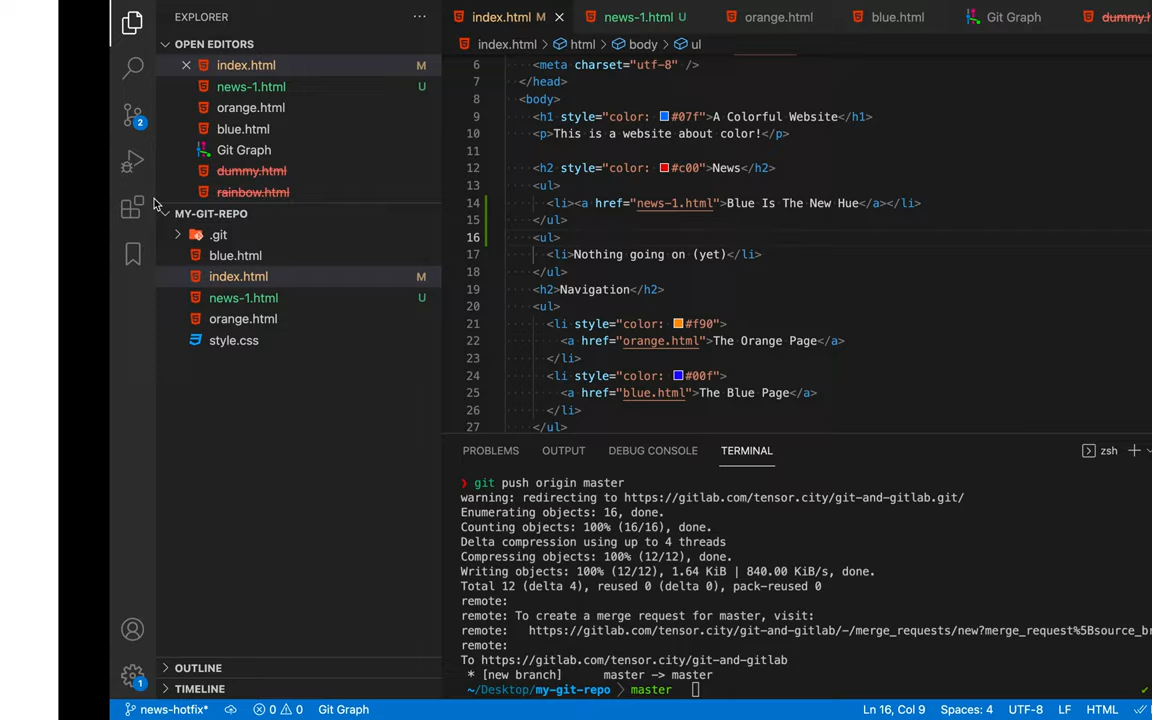 EXPLORER ...
OPEN EDITORS
index.html M
news-1.html U
orange.html
blue.html
Git Graph
dummy.html
rainbow.html
2
MY-GIT-REPO
.git
blue.html
index.html M
news-1.html U
orange.html
style.css
OUTLINE
TIMELINE
1
index.html M news-1.html U orange.html blue.html Git Graph
index.html > html > body > ul
6 <meta charset="utf-8" />
7 </head>
8 <body>
9 <h1 style="color: #07f">A Colorful Website</h1>
10 <p>This is a website about color!</p>
11
12 <h2 style="color: #c00">News</h2>
13 <ul>
14 <li><a href="news-1.html">Blue Is The New Hue</a></li>
15 </ul>
16 <ul>
17 <li>Nothing going on (yet)</li>
18 </ul>
19 <h2>Navigation</h2>
20 <ul>
21 <li style="color: #f90">
22 <a href="orange.html">The Orange Page</a>
23 </li>
24 <li style="color: #00f">
25 <a href="blue.html">The Blue Page</a>
26 </li>
27 </ul>
PROBLEMS OUTPUT DEBUG CONSOLE TERMINAL zsh
❯ git push origin master
warning: redirecting to https://gitlab.com/tensor.city/git-and-gitlab.git/
Enumerating objects: 16, done.
Counting objects: 100% (16/16), done.
Delta compression using up to 4 threads
Compressing objects: 100% (12/12), done.
Writing objects: 100% (12/12), 1.64 KiB | 840.00 KiB/s, done.
Total 12 (delta 4), reused 0 (delta 0), pack-reused 0
remote:
remote: To create a merge request for master, visit:
remote: https://gitlab.com/tensor.city/git-and-gitlab/-/merge_requests/new?merge_request%5Bsource_br
remote:
To https://gitlab.com/tensor.city/git-and-gitlab
* [new branch] master -> master
~/Desktop/my-git-repo > master
news-hotfix* 0 0 Git Graph Ln 16, Col 9 Spaces: 4 UTF-8 LF HTML